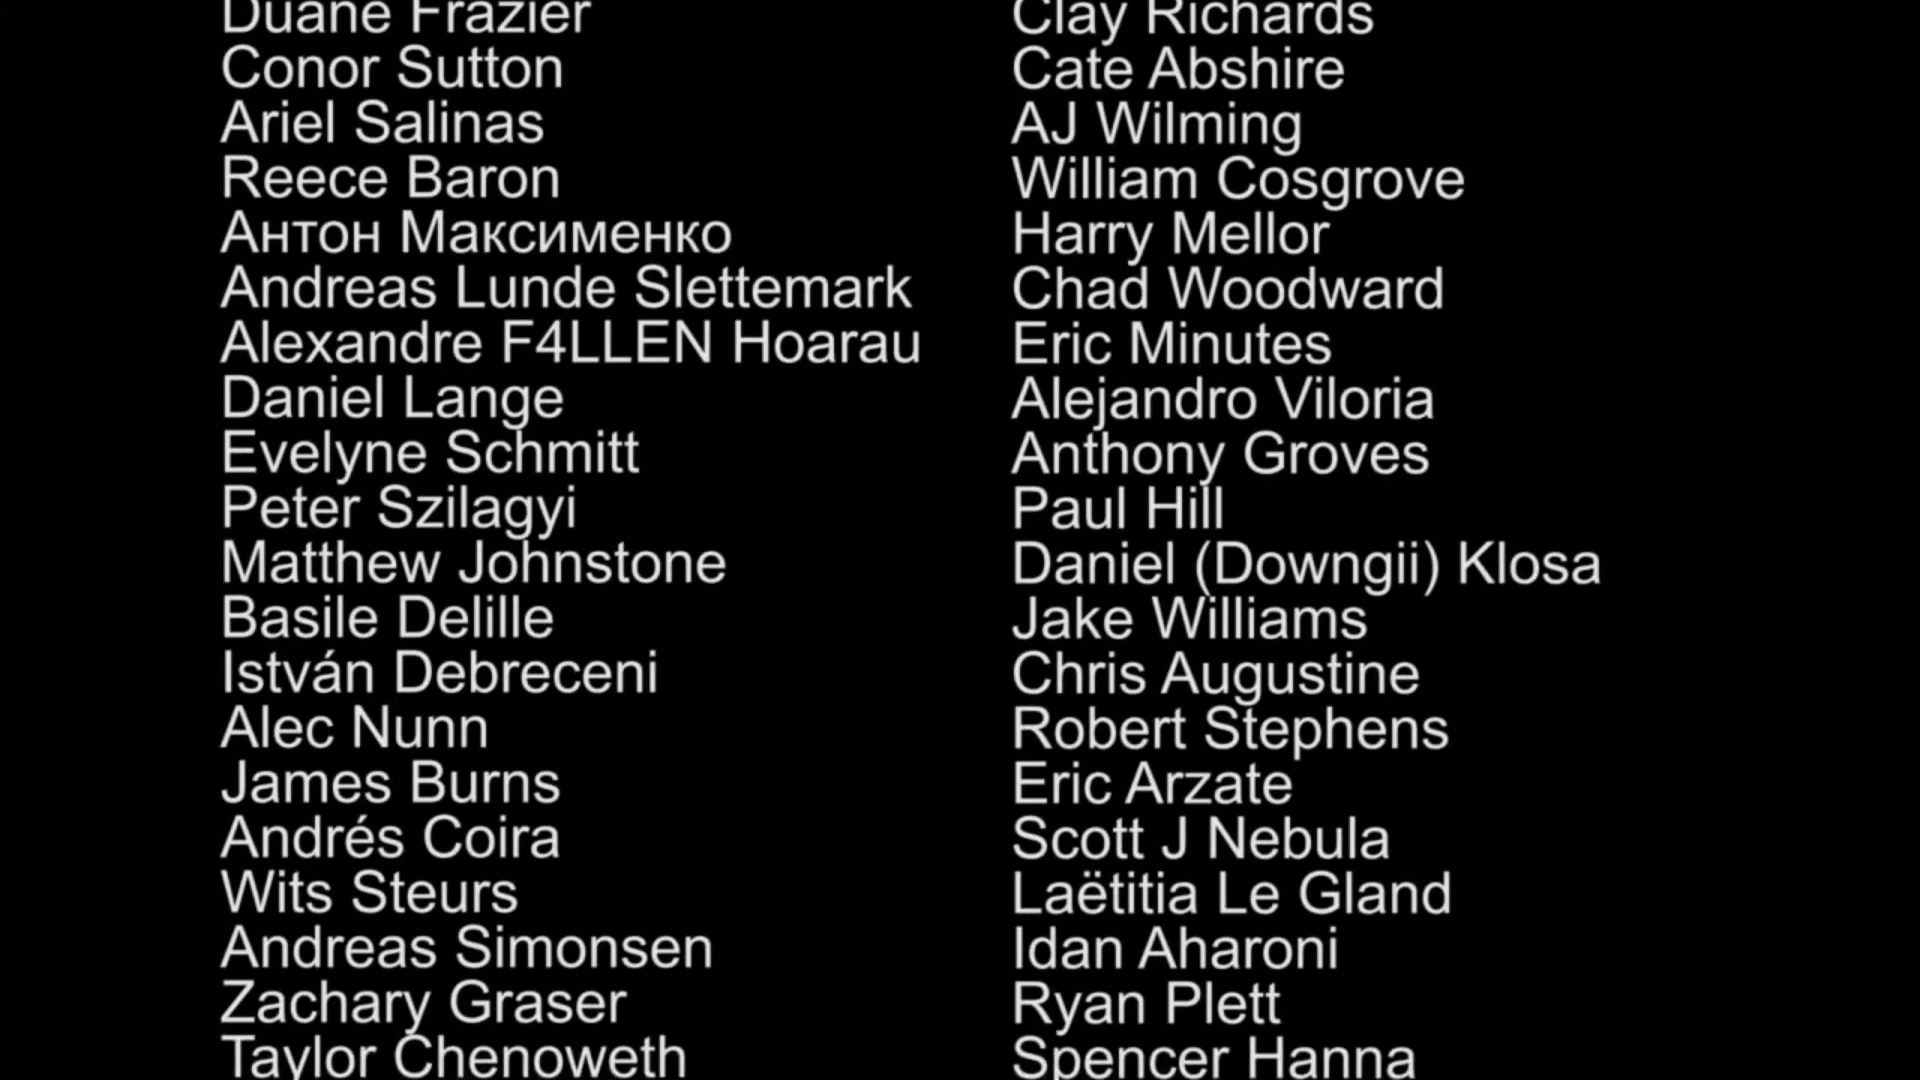 Duane Frazier
Conor Sutton
Ariel Salinas
Reece Baron
Антон Максименко
Andreas Lunde Slettemark
Alexandre F4LLEN Hoarau
Daniel Lange
Evelyne Schmitt
Peter Szilagyi
Matthew Johnstone
Basile Delille
István Debreceni
Alec Nunn
James Burns
Andrés Coira
Wits Steurs
Andreas Simonsen
Zachary Graser
Taylor Chenoweth
Clay Richards
Cate Abshire
AJ Wilming
William Cosgrove
Harry Mellor
Chad Woodward
Eric Minutes
Alejandro Viloria
Anthony Groves
Paul Hill
Daniel (Downgii) Klosa
Jake Williams
Chris Augustine
Robert Stephens
Eric Arzate
Scott J Nebula
Laëtitia Le Gland
Idan Aharoni
Ryan Plett
Spencer Hanna